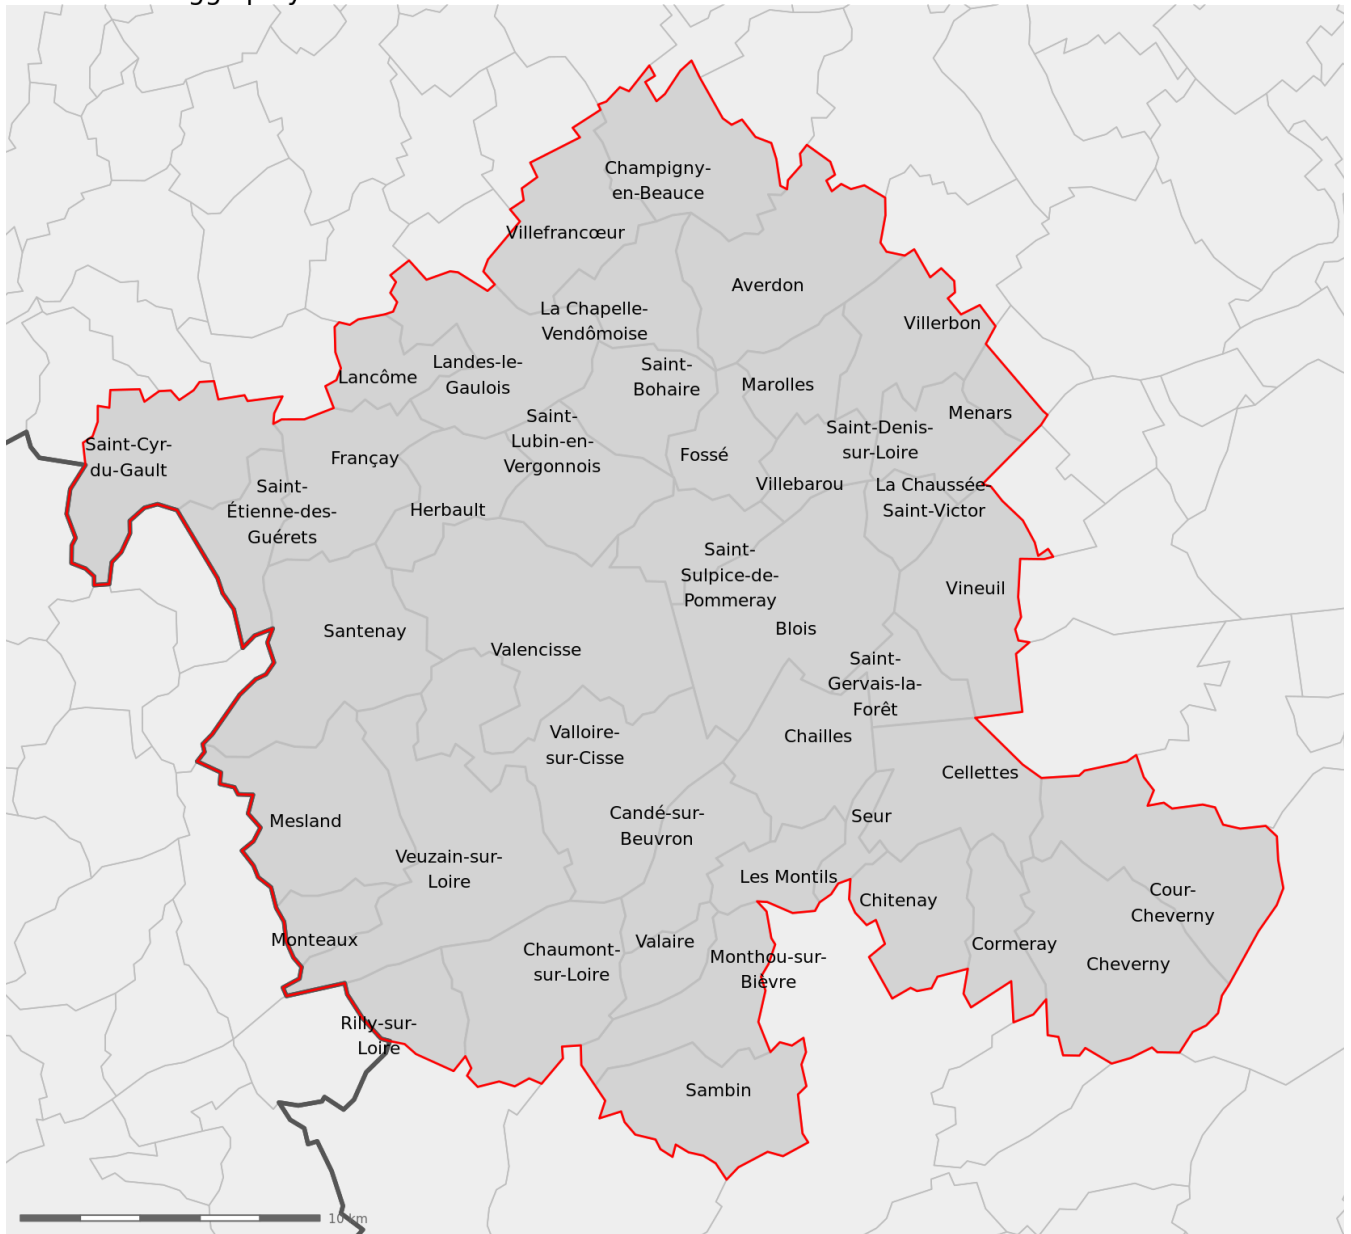 Champigny-
en-Beauce
Villefrancœur
Averdon
La Chapelle-
Vendômoise
Villerbon
Lancôme
Landes-le-
Gaulois
Saint-
Bohaire
Marolles
Menars
Saint-Cyr-
du-Gault
Françay
Saint-
Lubin-en-
Vergonnois
Fossé
Saint-Denis-
sur-Loire
Villebarou
La Chaussée-
Saint-Victor
Saint-
Étienne-des-
Guérets
Herbault
Saint-
Sulpice-de-
Pommeray
Vineuil
Santenay
Valencisse
Blois
Saint-
Gervais-la-
Forêt
Valloire-
sur-Cisse
Chailles
Cellettes
Mesland
Candé-sur-
Beuvron
Seur
Veuzain-sur-
Loire
Les Montils
Chitenay
Cour-
Cheverny
Monteaux
Chaumont-
sur-Loire
Valaire
Monthou-sur-
Bièvre
Cormeray
Cheverny
Rilly-sur-
Loire
Sambin
10 km